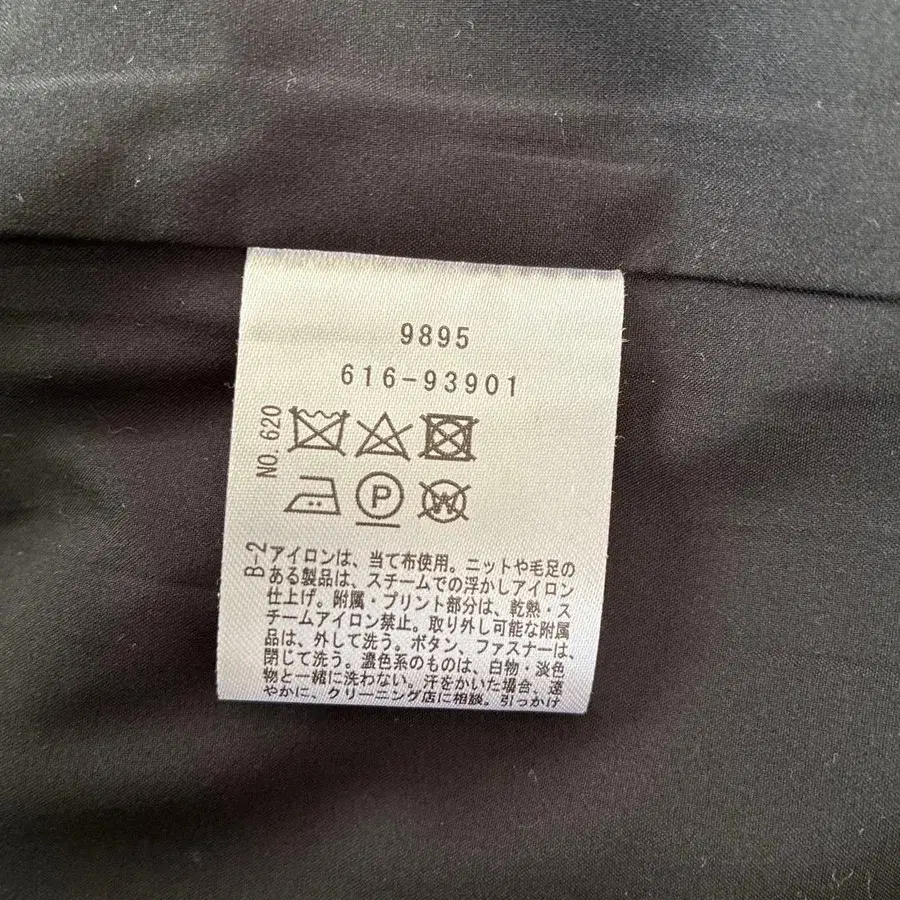 9895
616-93901
NO. 620
P
W
B-2
アイロンは、当て布使用。ニットや毛足の
ある製品は、スチームでの浮かしアイロン
仕上げ。附属・プリント部分は、乾熱・ス
チームアイロン禁止。取り外し可能な附属
品は、外して洗う。ボタン、ファスナーは、
閉じて洗う。濃色系のものは、白物・淡色
物と一緒に洗わない。汗をかいた場合、速
やかに、クリーニング店に相談。引っかけ